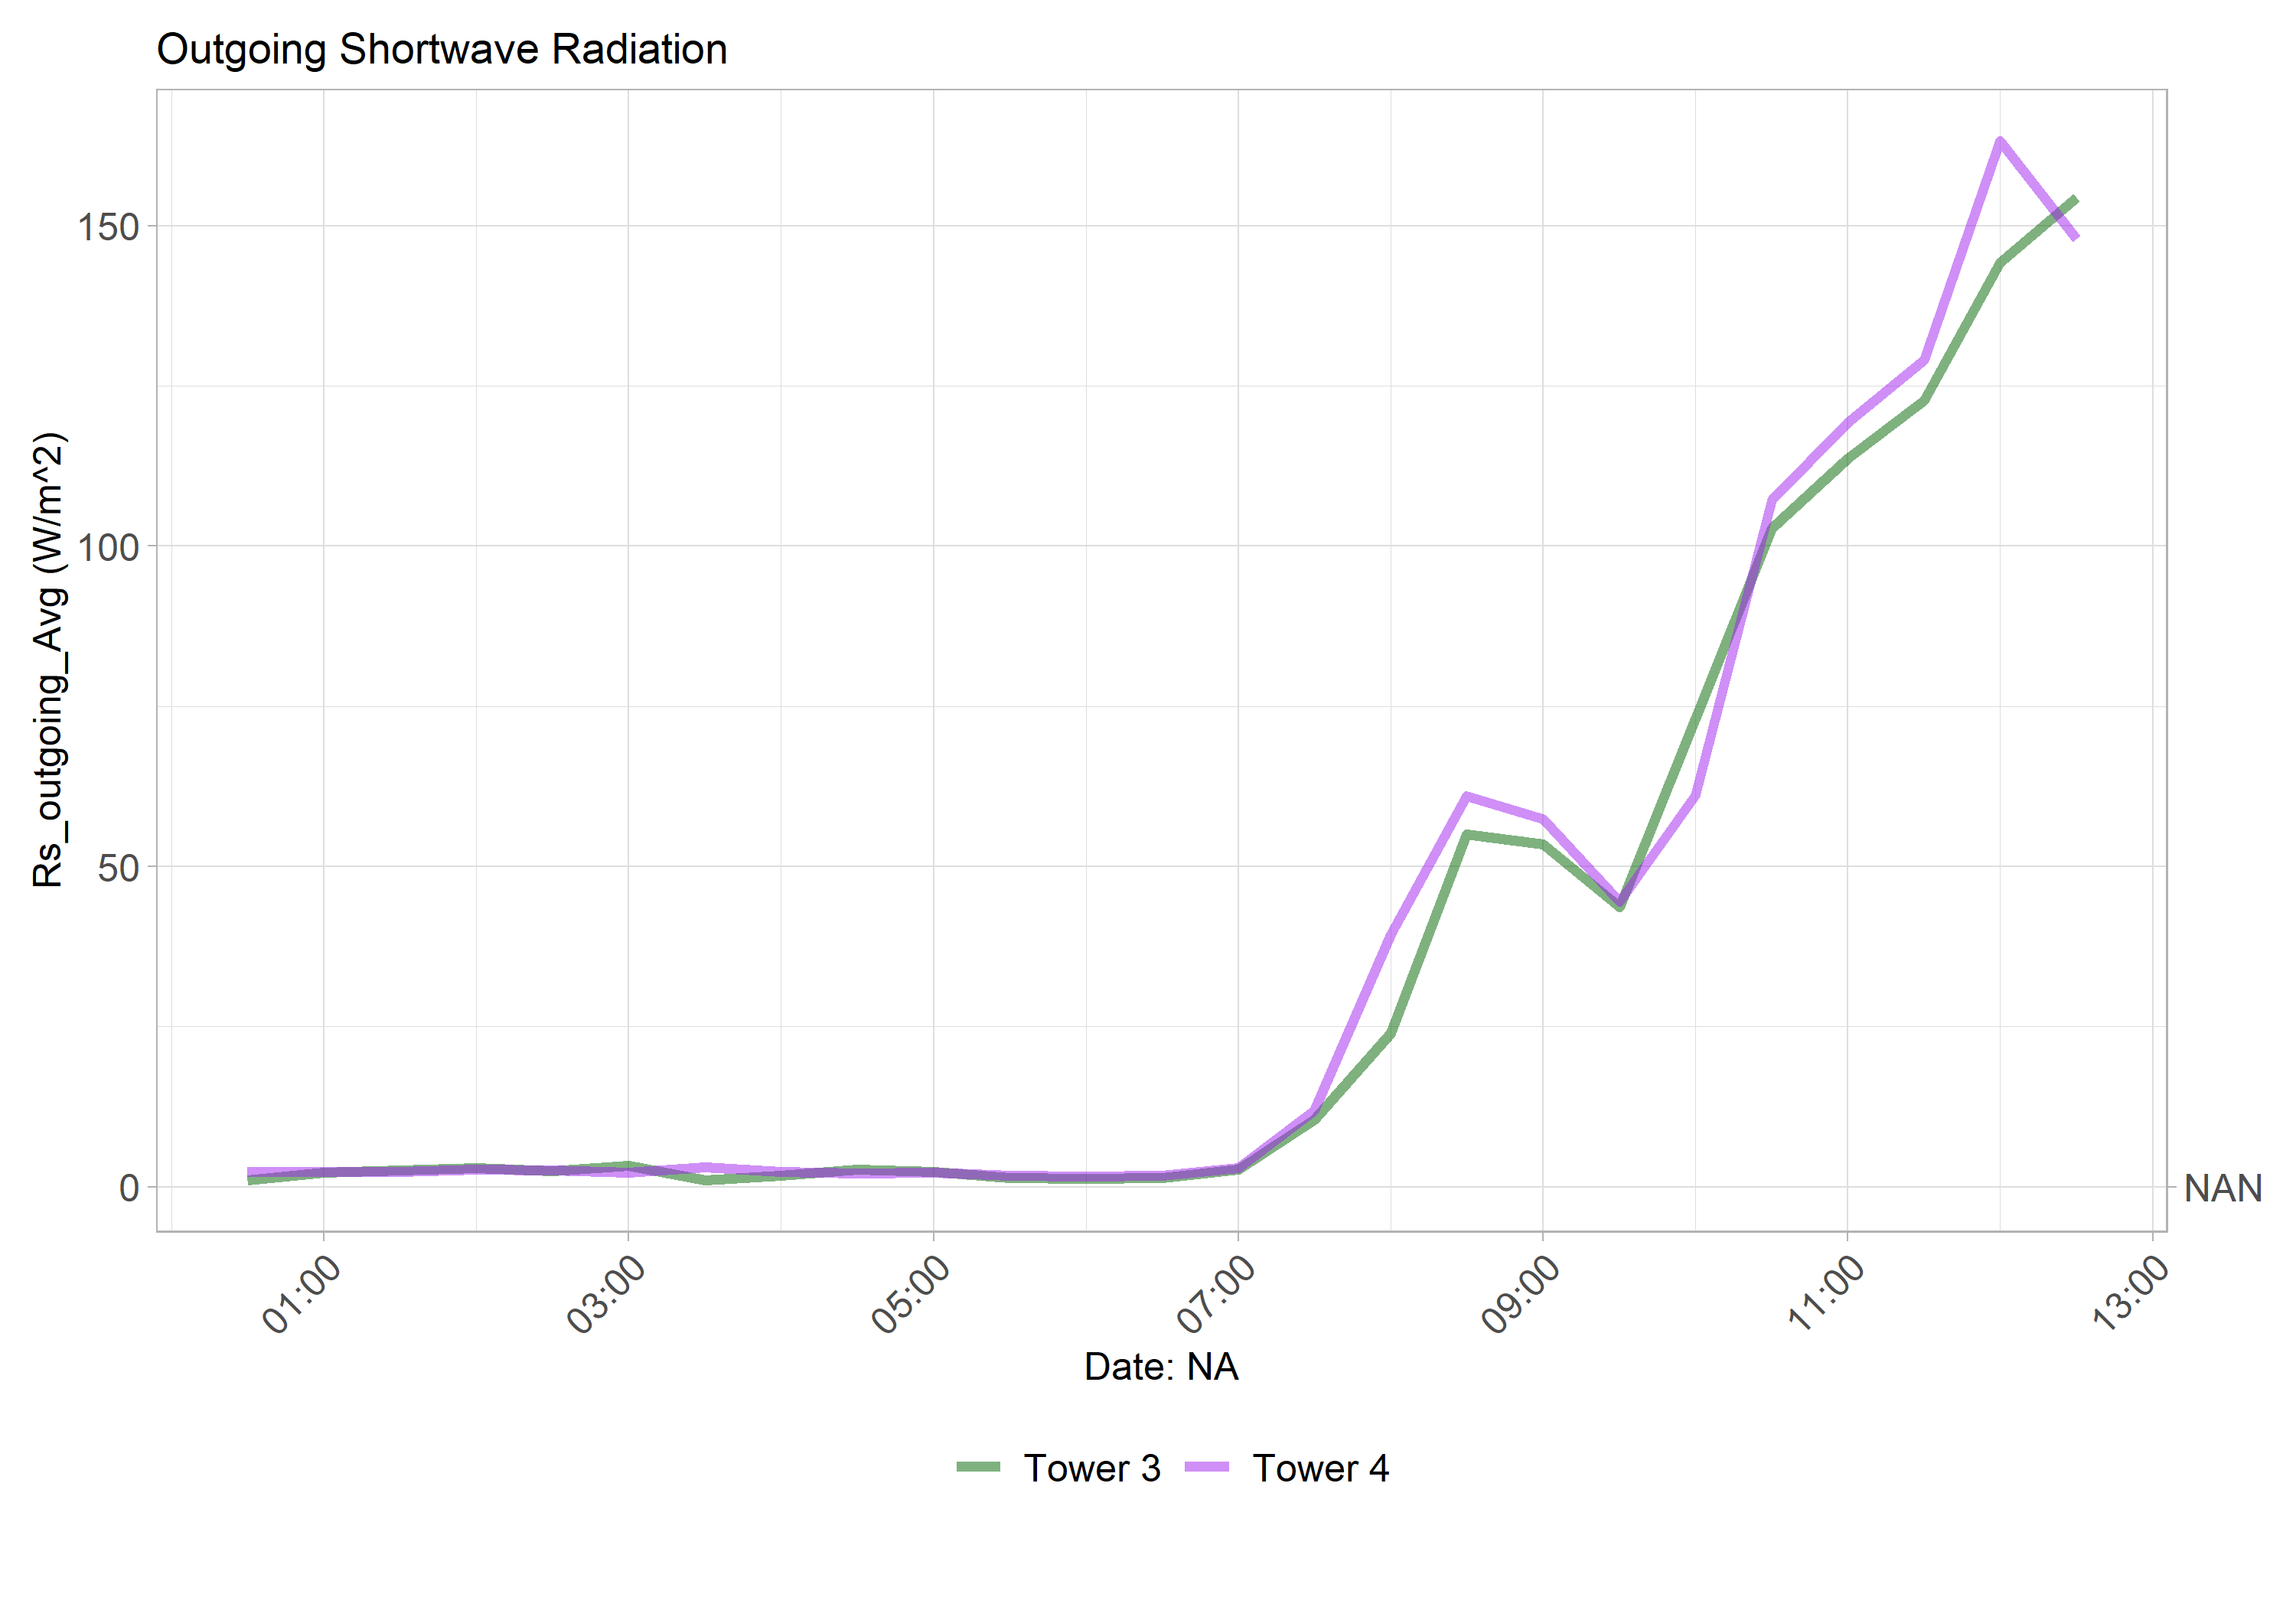 Outgoing Shortwave Radiation
Rs_outgoing_Avg (W/m^2)
150
100
50
0
NAN
01:00
03:00
05:00
07:00
09:00
11:00
13:00
Date: NA
Tower 3
Tower 4